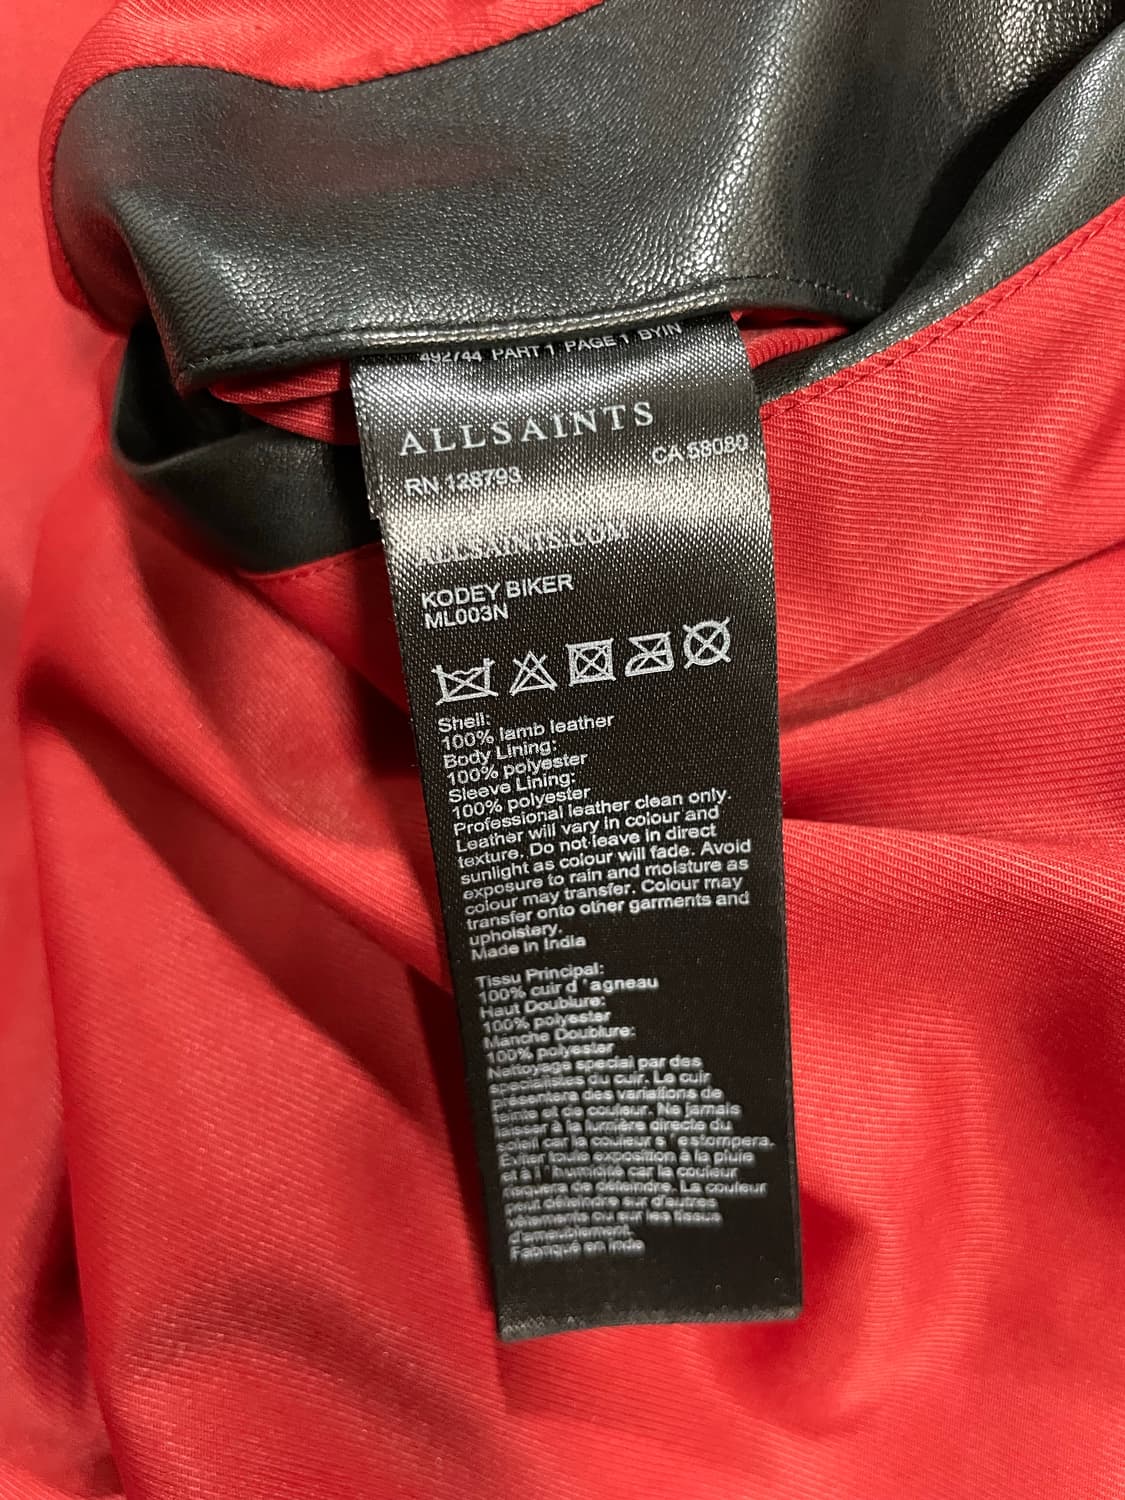 492744 PART 1 PAGE 1 BYIN
ALLSAINTS
RN 128793 CA 58080
ALLSAINTS.COM
KODEY BIKER
ML003N
Shell:
100% lamb leather
Body Lining:
100% polyester
Sleeve Lining:
100% polyester
Professional leather clean only.
Leather will vary in colour and
texture. Do not leave in direct
sunlight as colour will fade. Avoid
exposure to rain and moisture as
colour may transfer. Colour may
transfer onto other garments and
upholstery.
Made in India
Tissu Principal:
100% cuir d'agneau
Haut Doublure:
100% polyester
Manche Doublure:
100% polyester
Nettoyage special par des
specialistes du cuir. Le cuir
presentera des variations de
teinte et de couleur. Ne jamais
laisser à la lumière directe du
soleil car la couleur s'estompera.
Eviter toute exposition à la pluie
et à l'humidité car la couleur
risquera de déteindre. La couleur
peut déteindre sur d'autres
vêtements ou sur les tissus
d'ameublement.
Fabriqué en Inde